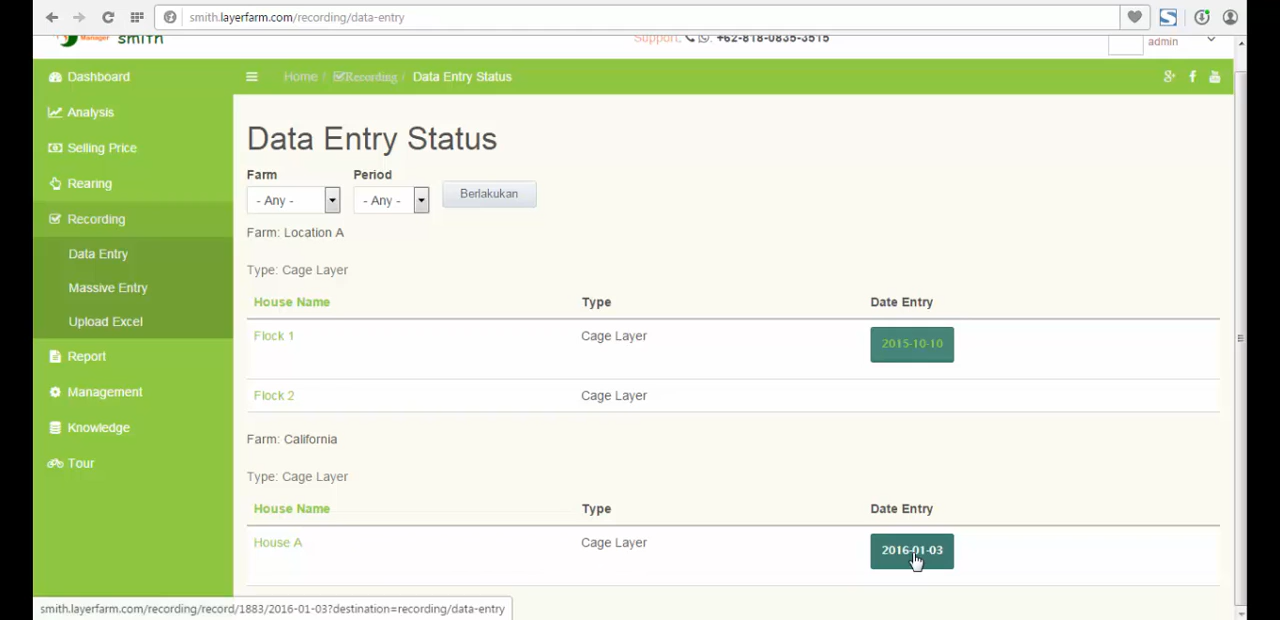 smith.layerfarm.com/recording/data-entry
Manager smith
Support: +62-818-0835-3515
admin
Dashboard
Home / Recording / Data Entry Status
Analysis
Selling Price
Rearing
Recording
Data Entry
Massive Entry
Upload Excel
Report
Management
Knowledge
Tour
Data Entry Status
Farm Period
- Any - - Any - Berlakukan
Farm: Location A
Type: Cage Layer
House Name Type Date Entry
Flock 1 Cage Layer 2015-10-10
Flock 2 Cage Layer
Farm: California
Type: Cage Layer
House Name Type Date Entry
House A Cage Layer 2016-01-03
smith.layerfarm.com/recording/record/1883/2016-01-03?destination=recording/data-entry